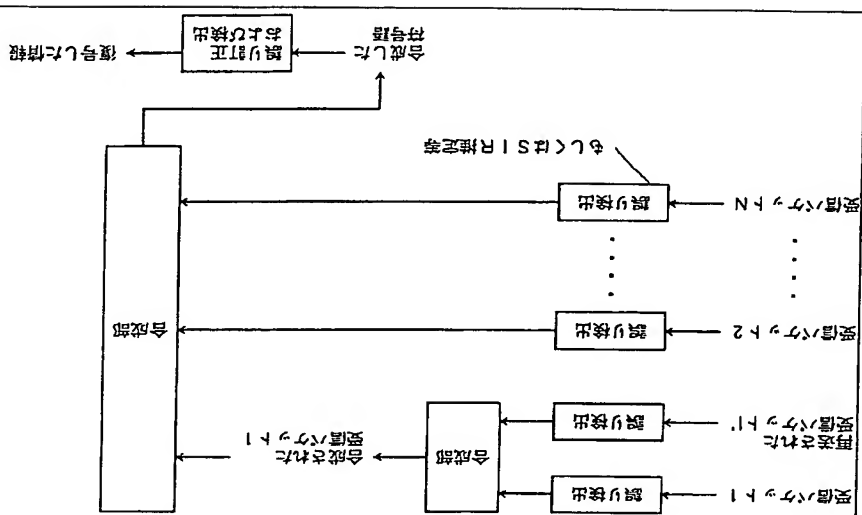 受信パケット1
誤り検出
再送された
受信パケット1'
誤り検出
合成部
合成された
受信パケット1
受信パケット2
誤り検出
合成部
受信パケットN
誤り検出
もしくはSIR推定等
合成した
符号語
誤り訂正
および検出
復号した情報